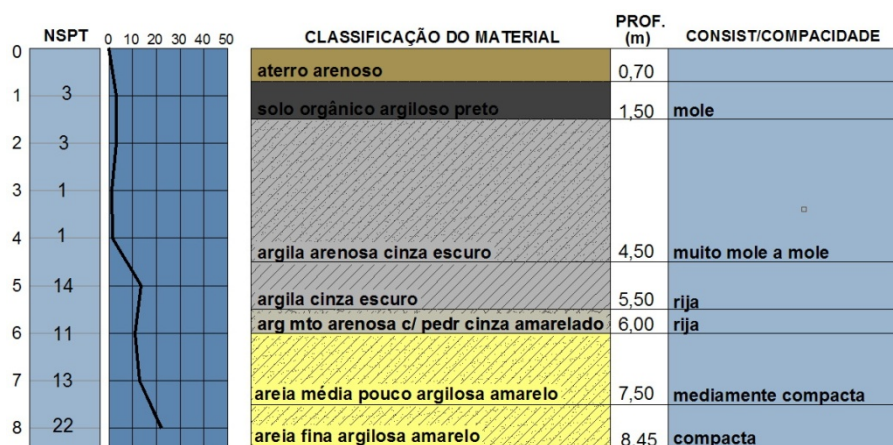 NSPT 0 10 20 30 40 50 CLASSIFICAÇÃO DO MATERIAL PROF. (m) CONSIST/COMPACIDADE
0
aterro arenoso 0,70
1 3
solo orgânico argiloso preto 1,50 mole
2 3
3 1
4 1
argila arenosa cinza escuro 4,50 muito mole a mole
5 14
argila cinza escuro 5,50 rija
arg mto arenosa c/ pedr cinza amarelado 6,00 rija
6 11
7 13
areia média pouco argilosa amarelo 7,50 mediamente compacta
8 22
areia fina argilosa amarelo 8,45 compacta